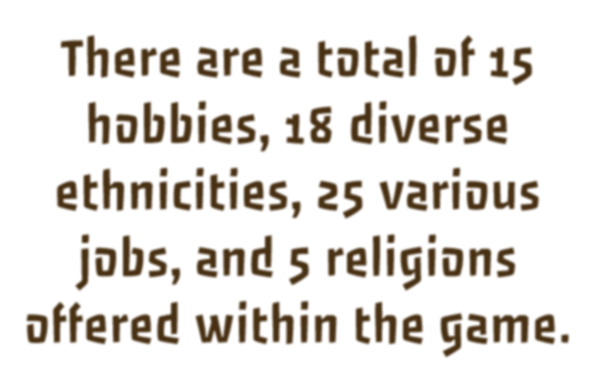 There are a total of 15
hobbies, 18 diverse
ethnicities, 25 various
jobs, and 5 religions
offered within the game.